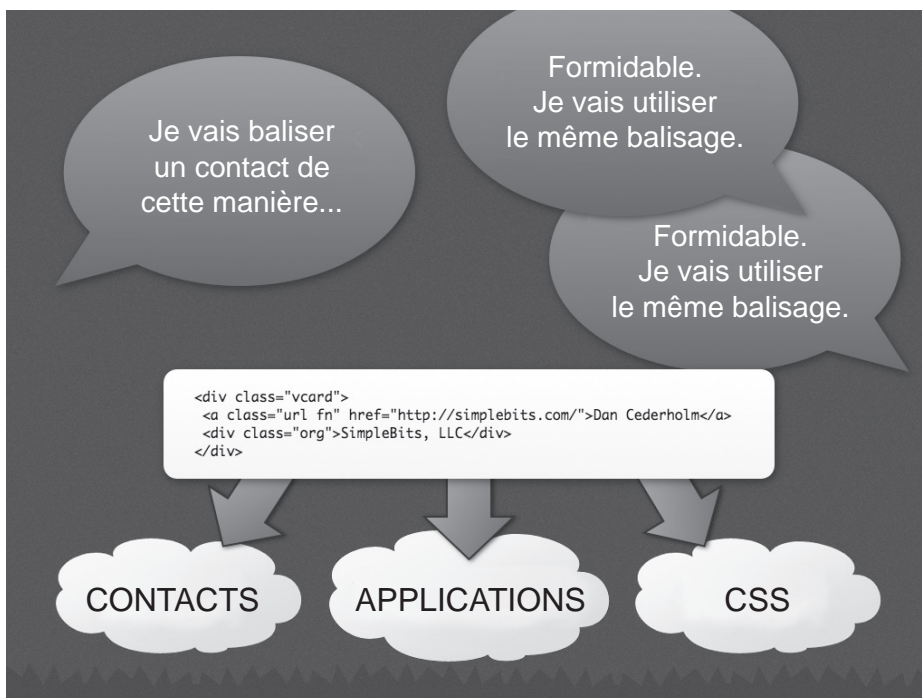 Je vais baliser
un contact de
cette manière...
Formidable.
Je vais utiliser
le même balisage.
Formidable.
Je vais utiliser
le même balisage.
<div class="vcard">
<a class="url fn" href="http://simplebits.com/">Dan Cederholm</a>
<div class="org">SimpleBits, LLC</div>
</div>
CONTACTS
APPLICATIONS
CSS